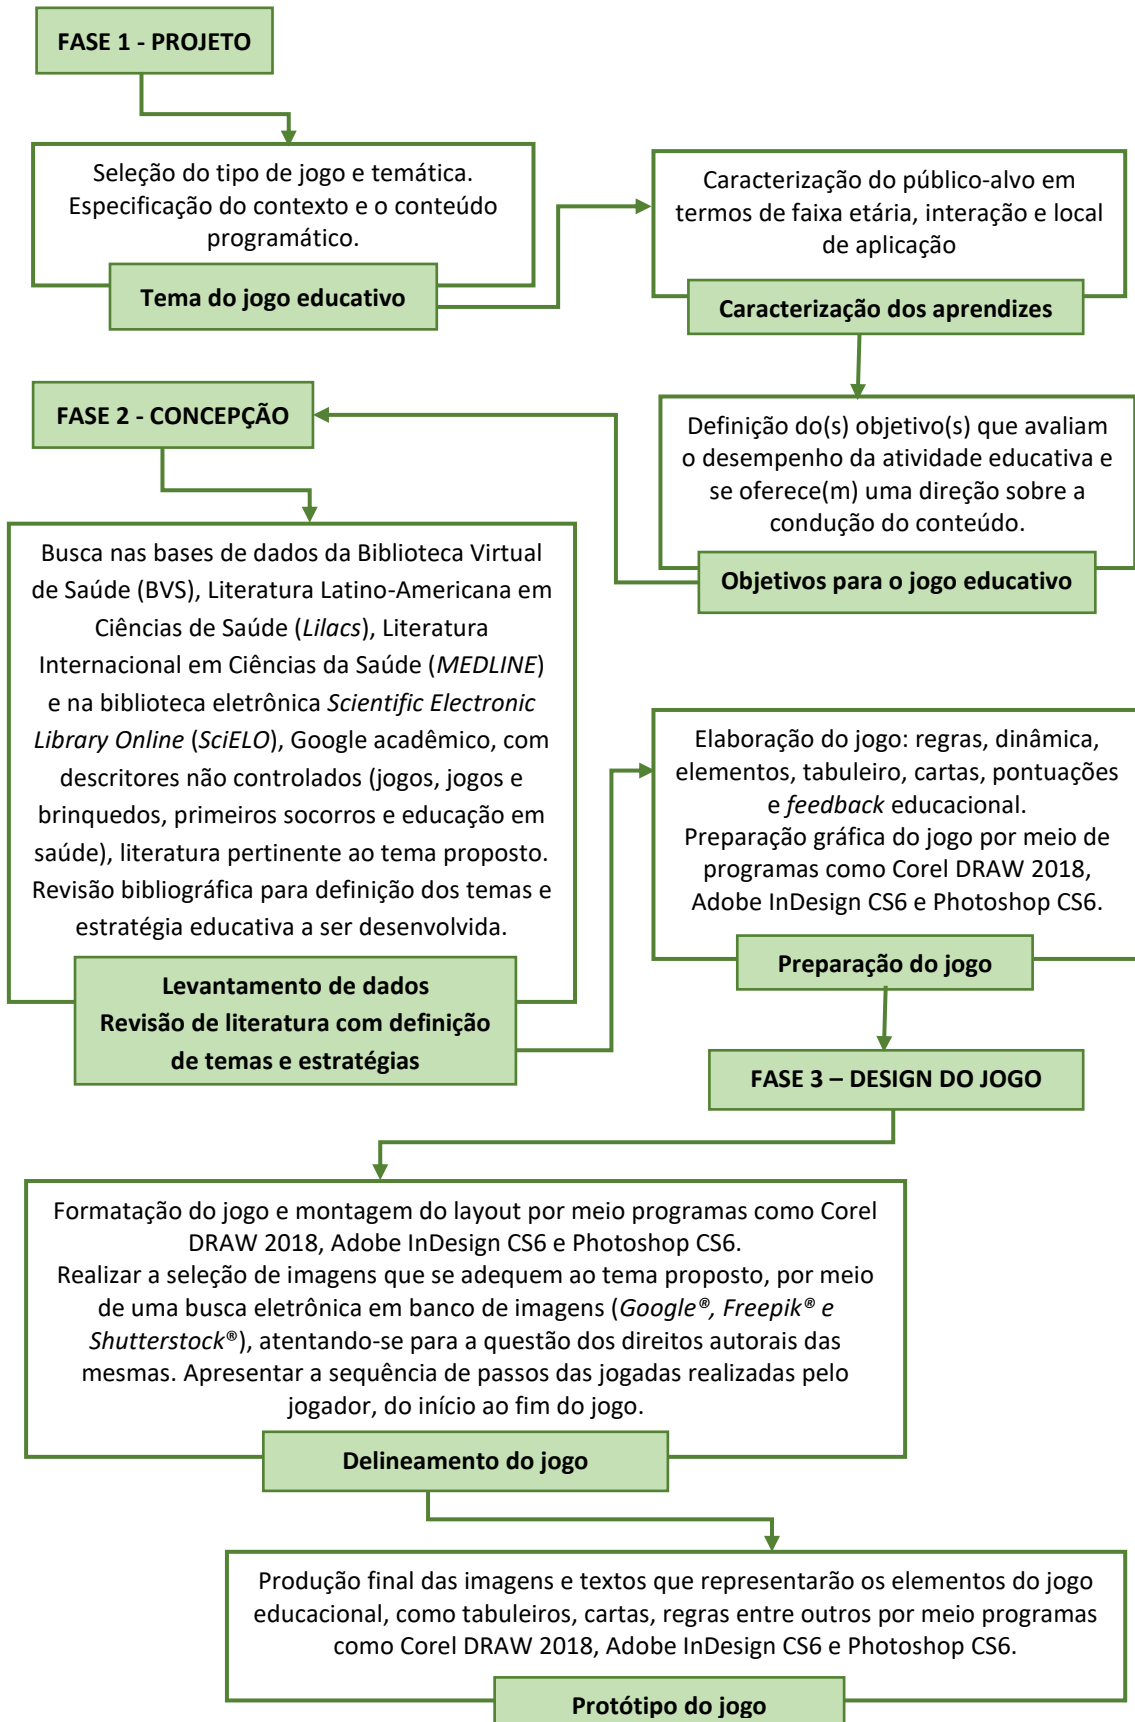 FASE 1 - PROJETO
Seleção do tipo de jogo e temática.
Especificação do contexto e o conteúdo
programático.
Tema do jogo educativo
Caracterização do público-alvo em
termos de faixa etária, interação e local
de aplicação
Caracterização dos aprendizes
Definição do(s) objetivo(s) que avaliam
o desempenho da atividade educativa e
se oferece(m) uma direção sobre a
condução do conteúdo.
Objetivos para o jogo educativo
FASE 2 - CONCEPÇÃO
Busca nas bases de dados da Biblioteca Virtual
de Saúde (BVS), Literatura Latino-Americana em
Ciências de Saúde (Lilacs), Literatura
Internacional em Ciências da Saúde (MEDLINE)
e na biblioteca eletrônica Scientific Electronic
Library Online (SciELO), Google acadêmico, com
descritores não controlados (jogos, jogos e
brinquedos, primeiros socorros e educação em
saúde), literatura pertinente ao tema proposto.
Revisão bibliográfica para definição dos temas e
estratégia educativa a ser desenvolvida.
Levantamento de dados
Revisão de literatura com definição
de temas e estratégias
Elaboração do jogo: regras, dinâmica,
elementos, tabuleiro, cartas, pontuações
e feedback educacional.
Preparação gráfica do jogo por meio de
programas como Corel DRAW 2018,
Adobe InDesign CS6 e Photoshop CS6.
Preparação do jogo
FASE 3 – DESIGN DO JOGO
Formatação do jogo e montagem do layout por meio programas como Corel
DRAW 2018, Adobe InDesign CS6 e Photoshop CS6.
Realizar a seleção de imagens que se adequem ao tema proposto, por meio
de uma busca eletrônica em banco de imagens (Google®, Freepik® e
Shutterstock®), atentando-se para a questão dos direitos autorais das
mesmas. Apresentar a sequência de passos das jogadas realizadas pelo
jogador, do início ao fim do jogo.
Delineamento do jogo
Produção final das imagens e textos que representarão os elementos do jogo
educacional, como tabuleiros, cartas, regras entre outros por meio programas
como Corel DRAW 2018, Adobe InDesign CS6 e Photoshop CS6.
Protótipo do jogo